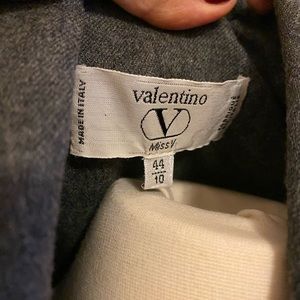 valentino
V
MADE IN ITALY
Miss V
44
10